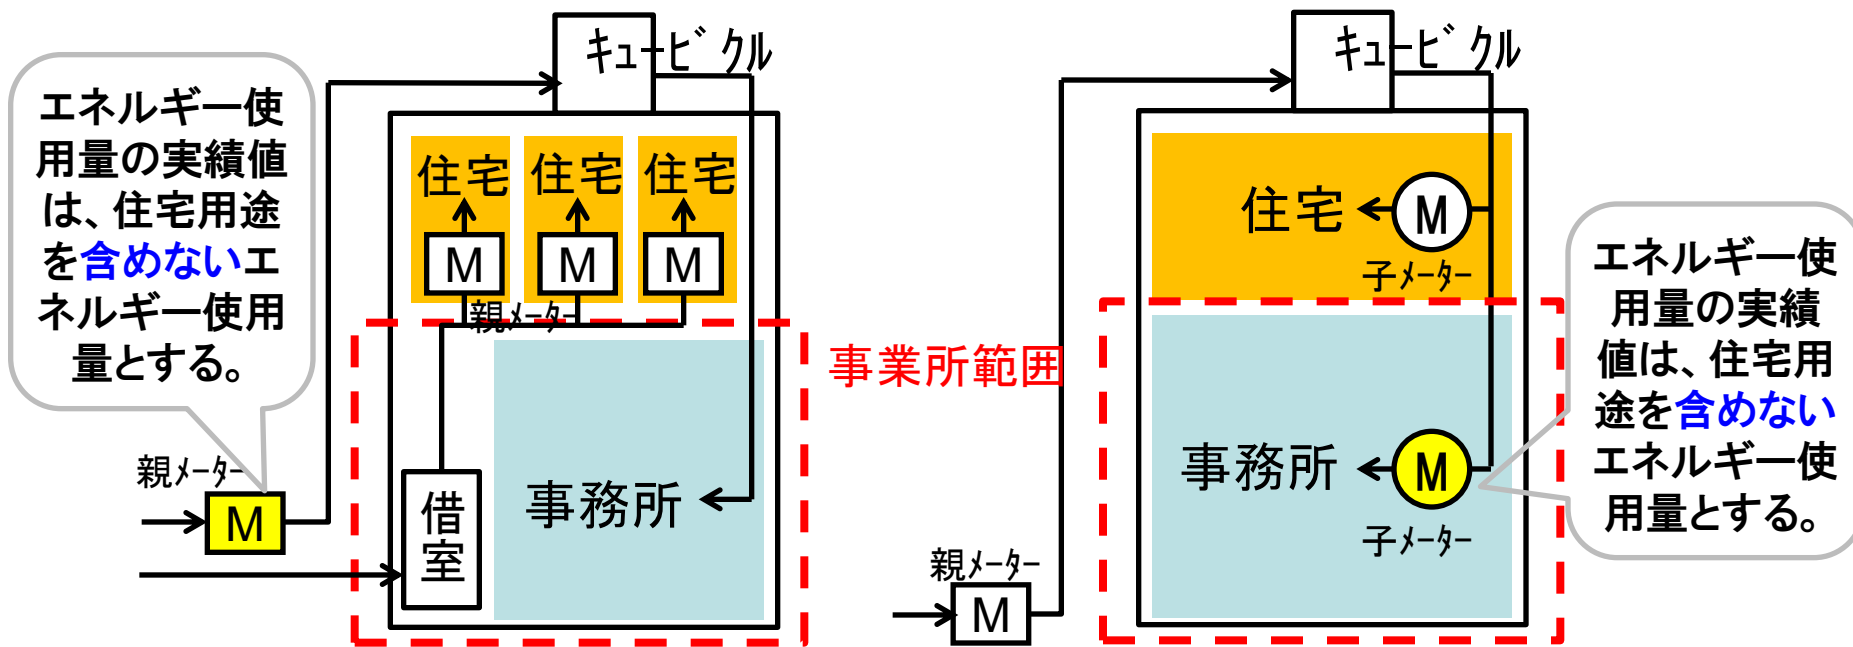 エネルギー使
用量の実績値
は、住宅用途
を含めないエ
ネルギー使用
量とする。
親ﾒｰﾀｰ
M
ｷｭｰﾋﾞｸﾙ
住宅
住宅
住宅
M
M
M
親ﾒｰﾀｰ
借
室
事務所
事業所範囲
ｷｭｰﾋﾞｸﾙ
住宅
M
子ﾒｰﾀｰ
事務所
M
子ﾒｰﾀｰ
親ﾒｰﾀｰ
M
エネルギー使
用量の実績
値は、住宅用
途を含めない
エネルギー使
用量とする。